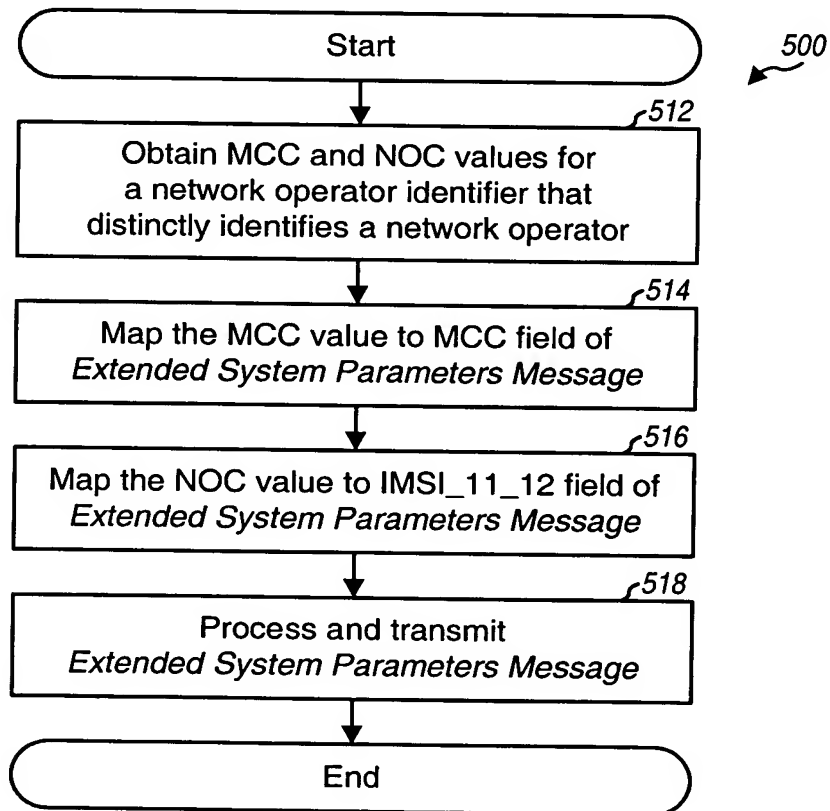 Start
500
512
Obtain MCC and NOC values for
a network operator identifier that
distinctly identifies a network operator
514
Map the MCC value to MCC field of
Extended System Parameters Message
516
Map the NOC value to IMSI_11_12 field of
Extended System Parameters Message
518
Process and transmit
Extended System Parameters Message
End